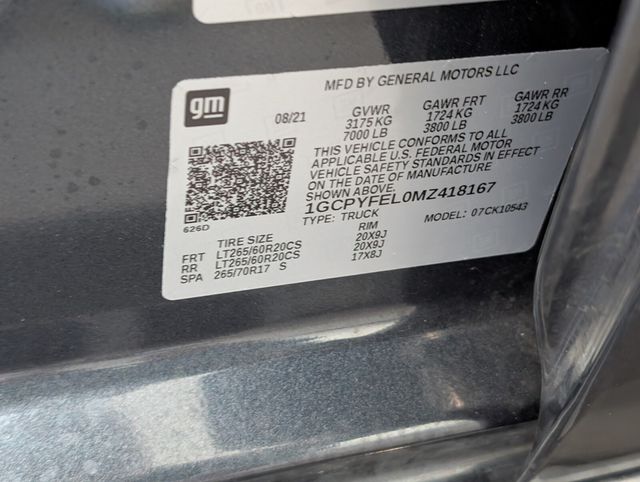 MFD BY GENERAL MOTORS LLC
gm
08/21
GVWR GAWR FRT GAWR RR
3175 KG 1724 KG 1724 KG
7000 LB 3800 LB 3800 LB
THIS VEHICLE CONFORMS TO ALL
APPLICABLE U.S. FEDERAL MOTOR
VEHICLE SAFETY STANDARDS IN EFFECT
ON THE DATE OF MANUFACTURE
SHOWN ABOVE.
1GCPYFEL0MZ418167
626D
TYPE: TRUCK MODEL: 07CK10543
TIRE SIZE RIM
FRT LT265/60R20CS 20X9J
RR LT265/60R20CS 20X9J
SPA 265/70R17 S 17X8J